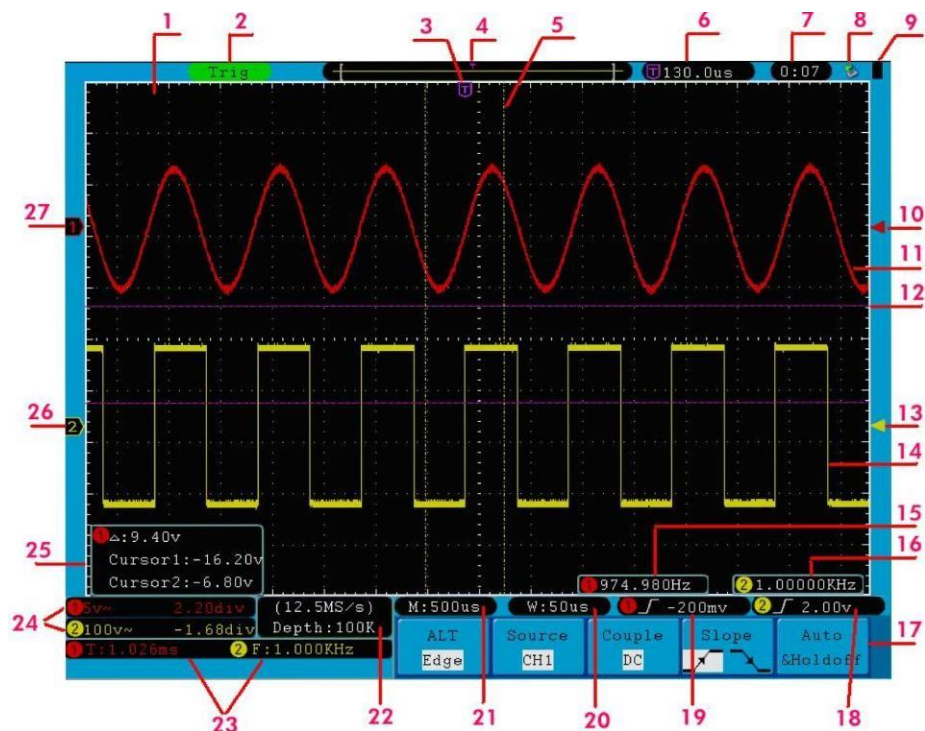 1 2 3 4 5 6 7 8 9
Trig T T T 130.0us 0:07
27 1 10
11
12
26 2 13
14
15
16
25 1 △:9.40v
Cursor1:-16.20v
Cursor2:-6.80v
1 974.980Hz 2 1.00000KHz
24 1 5v~ 2.20div (12.5MS/s) M:500us W:50us 1 -200mv 2 2.00v
2 100v~ -1.68div Depth:100K
1 T:1.026ms 2 F:1.000KHz
ALT Source Couple Slope Auto 17
Edge CH1 DC &Holdoff
23 22 21 20 19 18